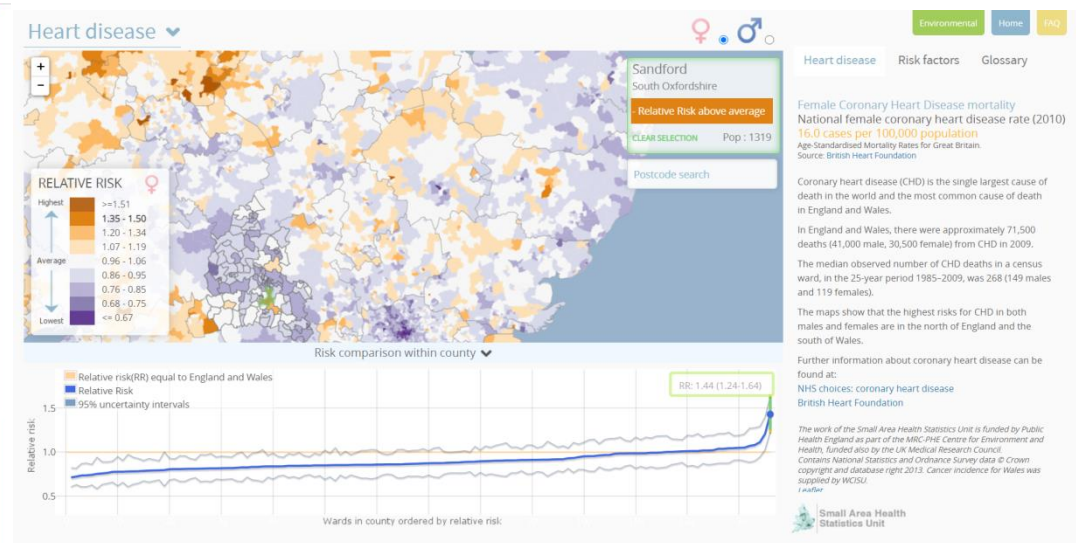 Heart disease
Environmental
Home
FAQ
+
-
Sandford
South Oxfordshire
- Relative Risk above average
CLEAR SELECTION Pop : 1319
Postcode search
RELATIVE RISK
Highest
Average
Lowest
>=1.51
1.35 - 1.50
1.20 - 1.34
1.07 - 1.19
0.96 - 1.06
0.86 - 0.95
0.76 - 0.85
0.68 - 0.75
<= 0.67
Risk comparison within county
Relative risk(RR) equal to England and Wales
Relative Risk
95% uncertainty intervals
RR: 1.44 (1.24-1.64)
Relative risk
1.5
1.0
0.5
Wards in county ordered by relative risk
Heart disease Risk factors Glossary
Female Coronary Heart Disease mortality
National female coronary heart disease rate (2010)
16.0 cases per 100,000 population
Age-Standardised Mortality Rates for Great Britain.
Source: British Heart Foundation
Coronary heart disease (CHD) is the single largest cause of
death in the world and the most common cause of death
in England and Wales.
In England and Wales, there were approximately 71,500
deaths (41,000 male, 30,500 female) from CHD in 2009.
The median observed number of CHD deaths in a census
ward, in the 25-year period 1985–2009, was 268 (149 males
and 119 females).
The maps show that the highest risks for CHD in both
males and females are in the north of England and the
south of Wales.
Further information about coronary heart disease can be
found at:
NHS choices: coronary heart disease
British Heart Foundation
The work of the Small Area Health Statistics Unit is funded by Public
Health England as part of the MRC-PHE Centre for Environment and
Health, funded also by the UK Medical Research Council.
Contains National Statistics and Ordnance Survey data © Crown
copyright and database right 2013. Cancer incidence for Wales was
supplied by WCISU.
Leaflet
Small Area Health
Statistics Unit